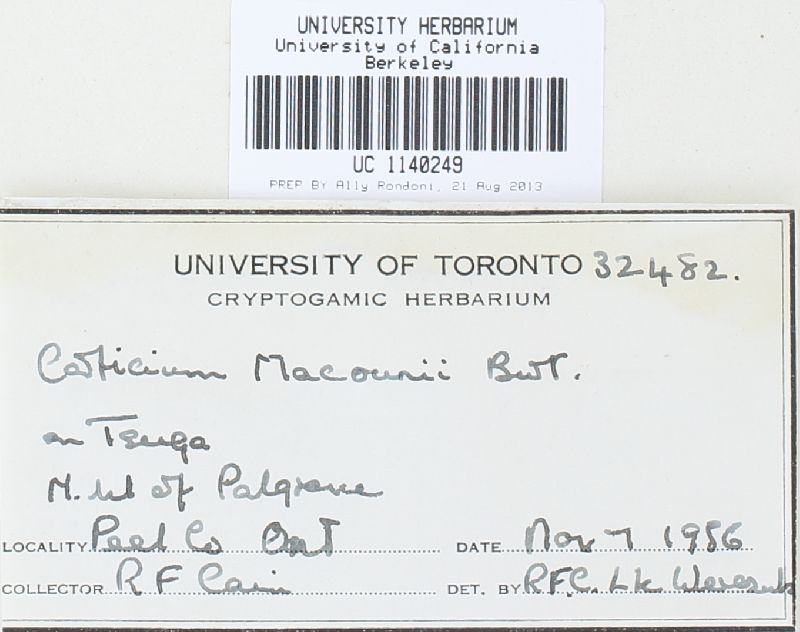 UNIVERSITY HERBARIUM
University of California
Berkeley
UC 1140249
PREP BY Ally Rondoni, 21 Aug 2013
UNIVERSITY OF TORONTO 32482.
CRYPTOGAMIC HERBARIUM
Corticium Macounii Burt.
on Tsuga
of Palgrave
LOCALITY Peel Co Ont DATE Nov 7 1956
COLLECTOR R F Cain DET. BY RFC.